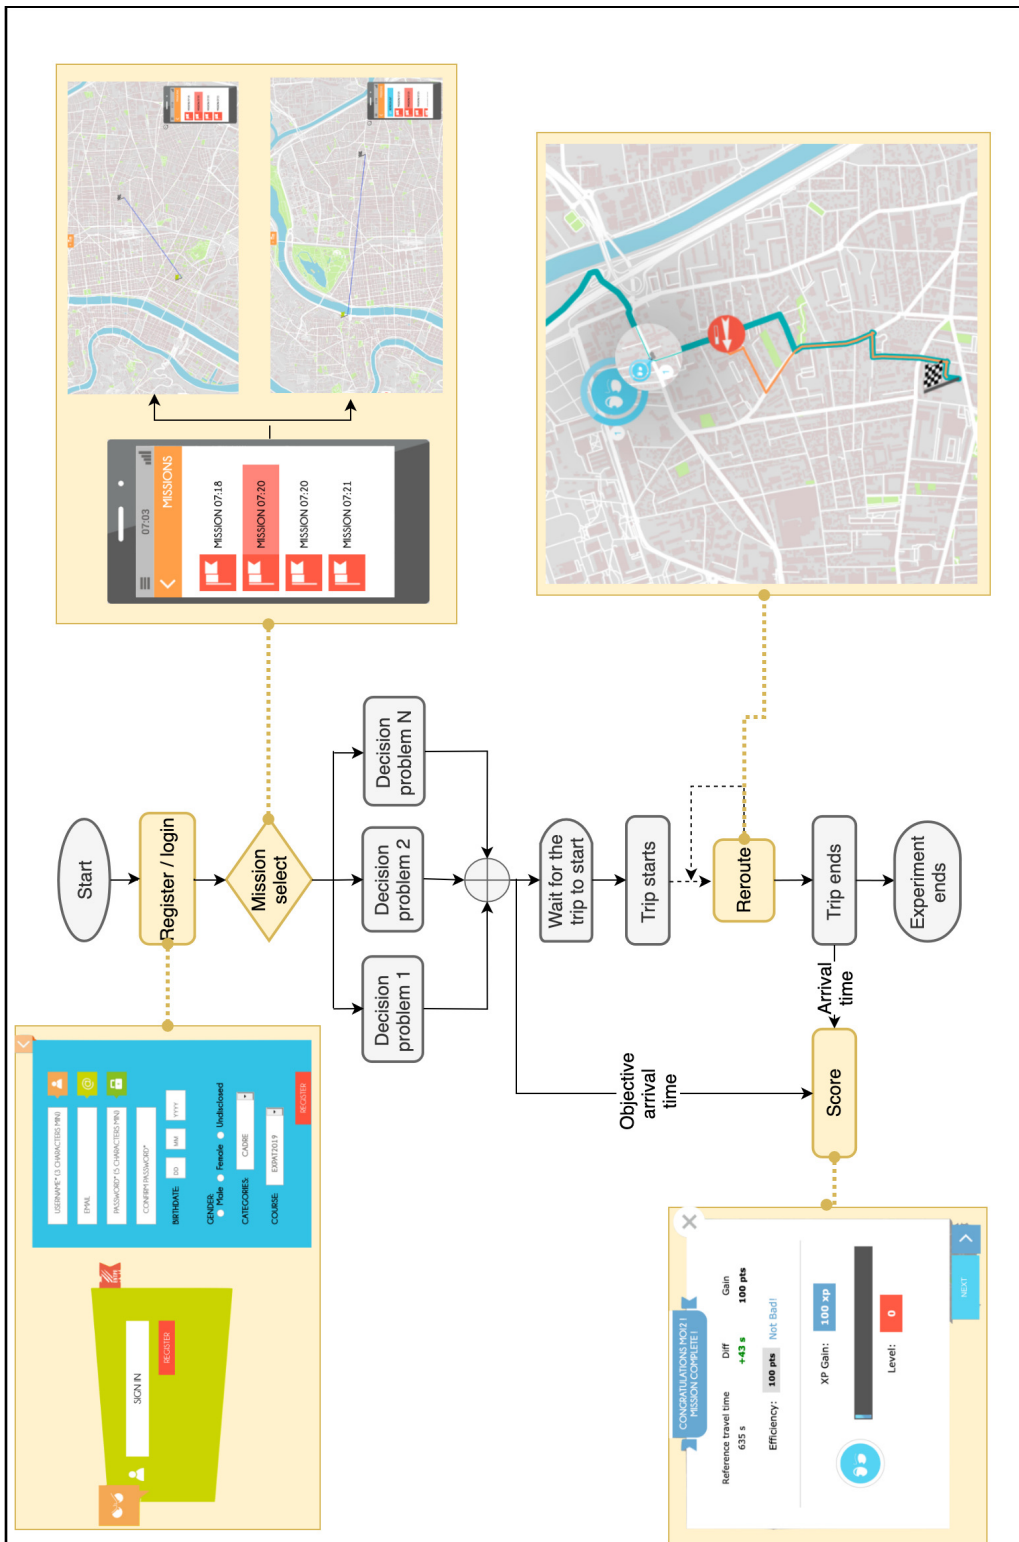 Start
Register / login
Mission
select
Decision
problem 1
Decision
problem 2
Decision
problem N
Wait for the
trip to start
Trip starts
Reroute
Trip ends
Experiment
ends
Arrival
time
Objective
arrival
time
Score
SIGN IN
REGISTER
USERNAME* (3 CHARACTERS MIN)
EMAIL
PASSWORD* (5 CHARACTERS MIN)
CONFIRM PASSWORD*
BIRTHDATE: DD MM YYYY
GENDER:
Male Female Undisclosed
CATEGORIES: CADRE
COURSE: EXPAT2019
REGISTER
07:03
MISSIONS
MISSION 07:18
MISSION 07:20
MISSION 07:20
MISSION 07:21
CONGRATULATIONS MOI2 !
MISSION COMPLETE !
Reference travel time Diff Gain
635 s +43 s 100 pts
Efficiency: 100 pts Not Bad!
XP Gain: 100 xp
Level: 0
NEXT